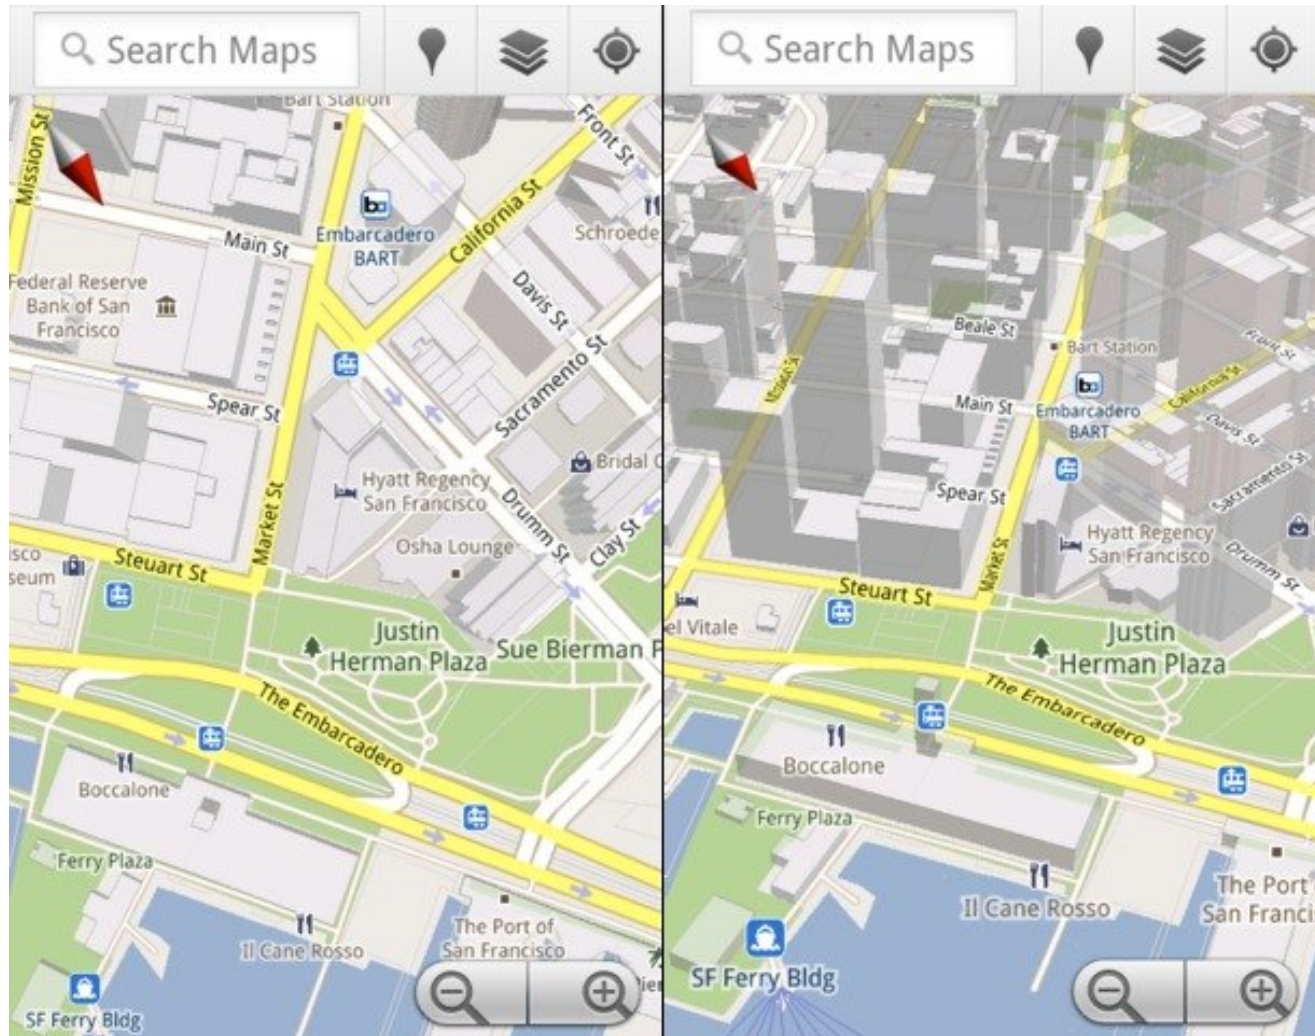 Search Maps
Bart Station
Front St
Mission St
California St
Embarcadero
BART
Schroede
Main St
Federal Reserve
Bank of San
Francisco
Davis St
Sacramento St
Spear St
Bridal
Hyatt Regency
San Francisco
Market St
Drumm St
Clay St
Osha Lounge
Steuart St
isco
seum
Justin
Herman Plaza
Sue Bierman P
The Embarcadero
Boccalone
Ferry Plaza
Il Cane Rosso
The Port of
San Francisco
Pier
SF Ferry Bldg
Search Maps
Beale St
Bart Station
Front St
Mission St
California St
Main St
Embarcadero
BART
Davis St
Sacramento St
Spear St
Hyatt Regency
San Francisco
Market St
Drumm St
Steuart St
el Vitale
Justin
Herman Plaza
The Embarcadero
Boccalone
Ferry Plaza
Il Cane Rosso
The Port
San Franci
SF Ferry Bldg